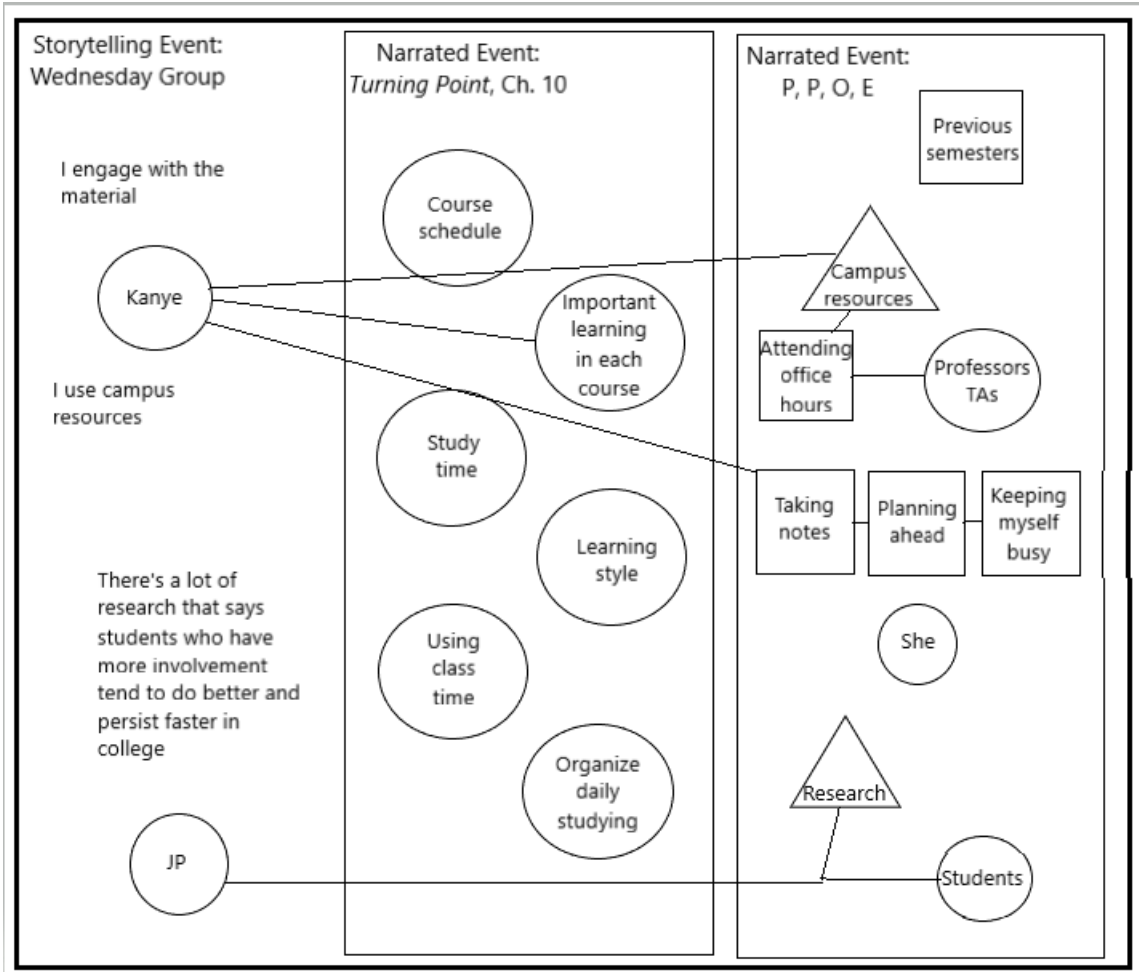 Storytelling Event:
Wednesday Group
I engage with the
material
Kanye
I use campus
resources
There's a lot of
research that says
students who have
more involvement
tend to do better and
persist faster in
college
JP
Narrated Event:
Turning Point, Ch. 10
Course
schedule
Important
learning
in each
course
Study
time
Learning
style
Using
class
time
Organize
daily
studying
Narrated Event:
P, P, O, E
Previous
semesters
Campus
resources
Attending
office
hours
Professors
TAs
Taking
notes
Planning
ahead
Keeping
myself
busy
She
Research
Students